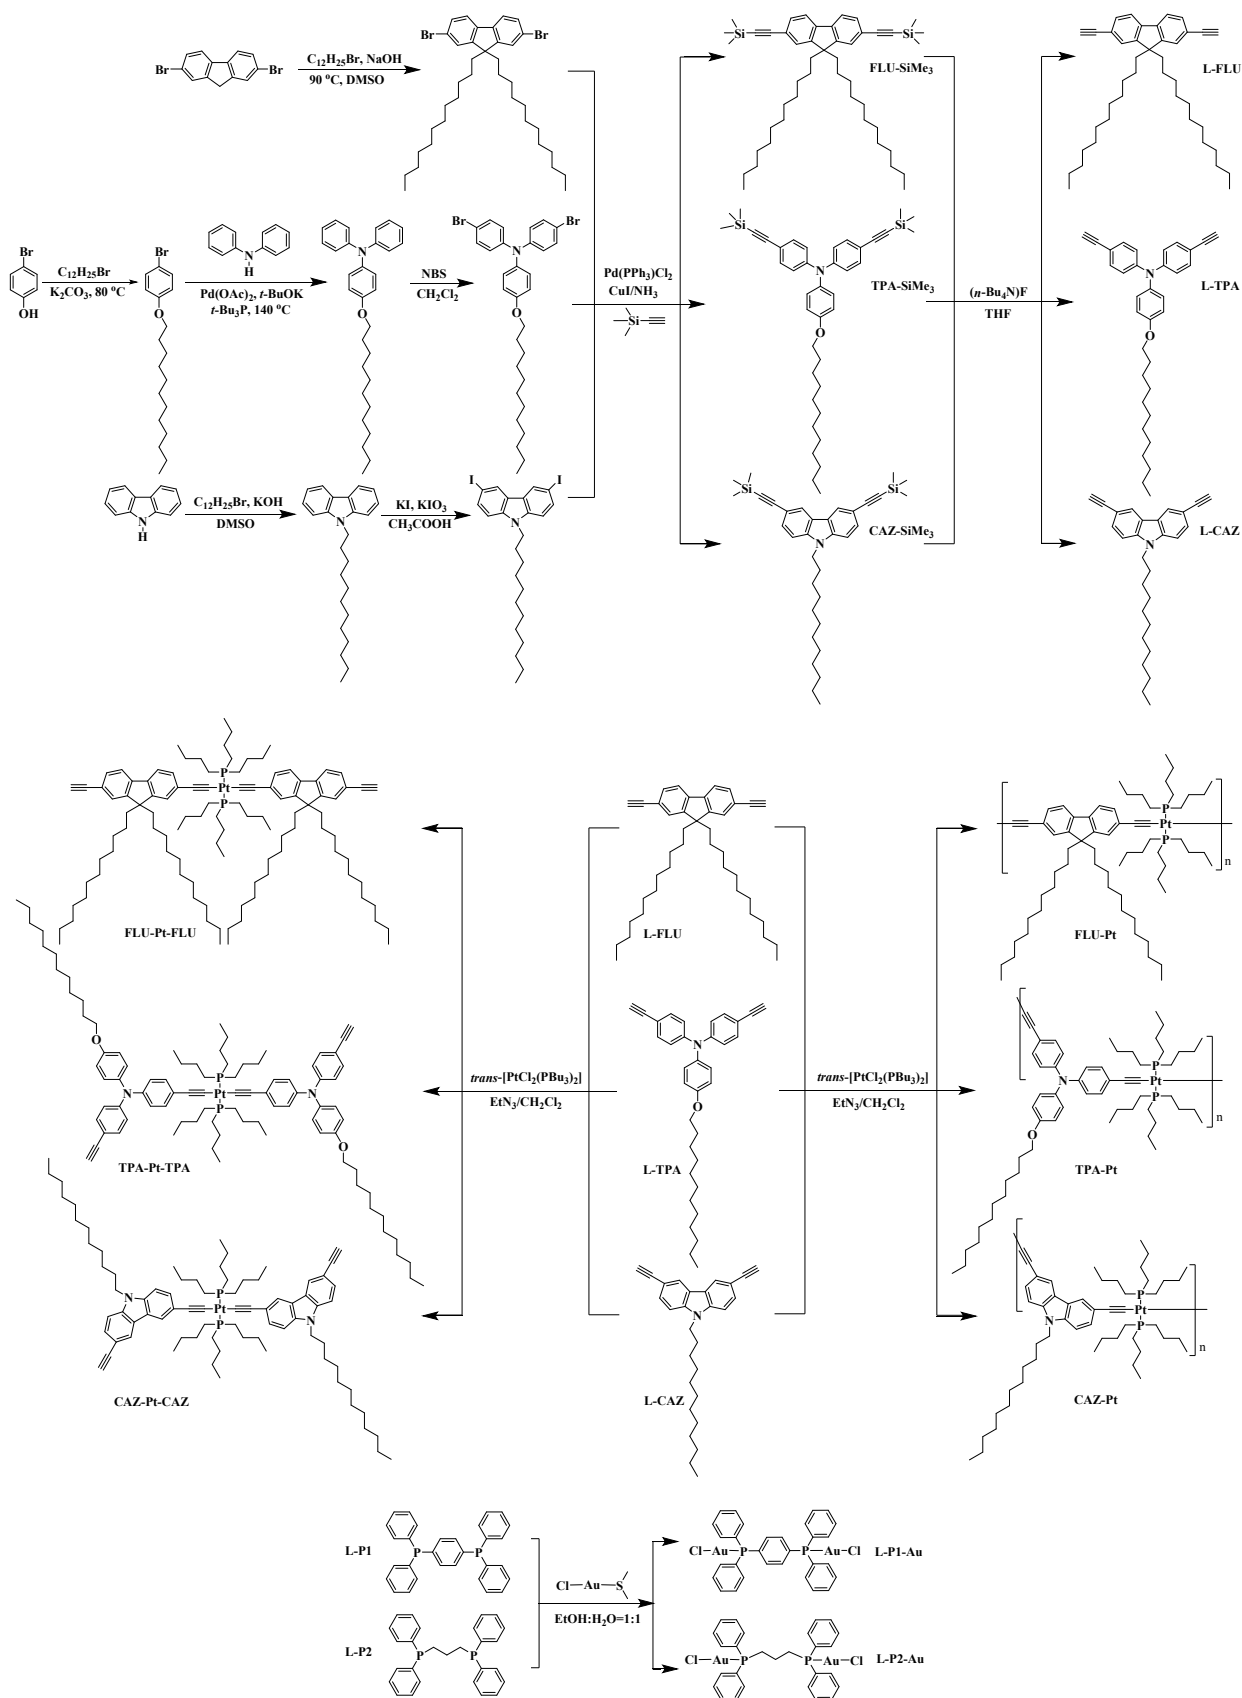 Br
Br
C12H25Br, NaOH
90 °C, DMSO
Br
Br
Si
Si
FLU-SiMe3
L-FLU
Br
OH
C12H25Br
K2CO3, 80 °C
Br
O
N
H
Pd(OAc)2, t-BuOK
t-Bu3P, 140 °C
N
O
NBS
CH2Cl2
Br
Br
N
O
Pd(PPh3)Cl2
CuI/NH3
Si
Si
Si
N
O
TPA-SiMe3
(n-Bu4N)F
THF
N
O
L-TPA
N
H
C12H25Br, KOH
DMSO
N
KI, KIO3
CH3COOH
I
I
N
Si
Si
N
CAZ-SiMe3
N
L-CAZ
P
Pt
P
FLU-Pt-FLU
L-FLU
P
Pt
P
n
FLU-Pt
O
N
P
Pt
P
N
O
TPA-Pt-TPA
trans-[PtCl2(PBu3)2]
EtN3/CH2Cl2
N
O
L-TPA
trans-[PtCl2(PBu3)2]
EtN3/CH2Cl2
N
O
P
Pt
P
n
TPA-Pt
N
P
Pt
P
N
CAZ-Pt-CAZ
N
L-CAZ
N
P
Pt
P
n
CAZ-Pt
L-P1
P
P
Cl
Au
P
P
Au
Cl
L-P1-Au
Cl
Au
S
EtOH:H2O=1:1
L-P2
P
P
Cl
Au
P
P
Au
Cl
L-P2-Au